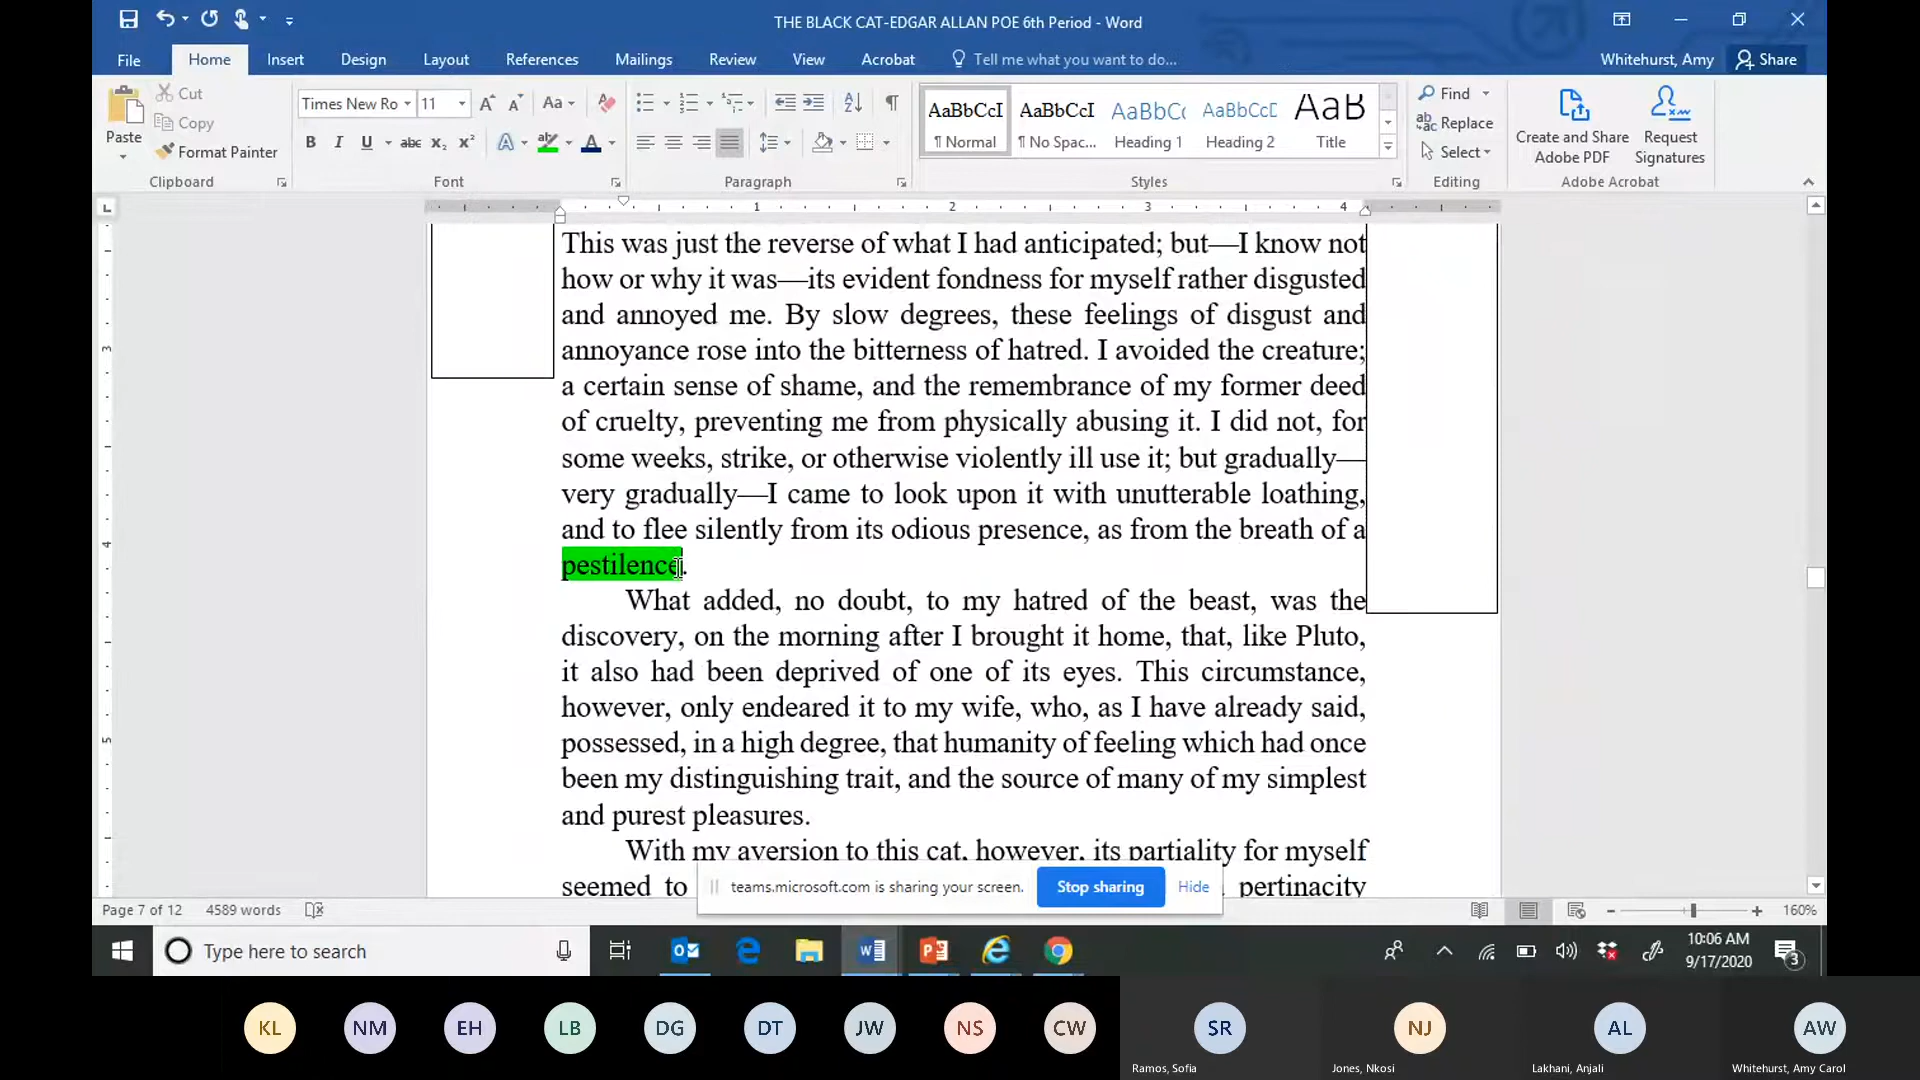 THE BLACK CAT-EDGAR ALLAN POE 6th Period - Word
File Home Insert Design Layout References Mailings Review View Acrobat Tell me what you want to do... Whitehurst, Amy Share
Paste
Cut
Copy
Format Painter
Clipboard
Times New Ro 11
Font
Paragraph
AaBbCcI AaBbCcI AaBbC AaBbCcD AaB
¶ Normal ¶ No Spac... Heading 1 Heading 2 Title
Styles
Find
Replace
Select
Editing
Create and Share
Adobe PDF
Request
Signatures
Adobe Acrobat
1 2 3 4
3
4
5
This was just the reverse of what I had anticipated; but—I know not
how or why it was—its evident fondness for myself rather disgusted
and annoyed me. By slow degrees, these feelings of disgust and
annoyance rose into the bitterness of hatred. I avoided the creature;
a certain sense of shame, and the remembrance of my former deed
of cruelty, preventing me from physically abusing it. I did not, for
some weeks, strike, or otherwise violently ill use it; but gradually—
very gradually—I came to look upon it with unutterable loathing,
and to flee silently from its odious presence, as from the breath of a
pestilence.
What added, no doubt, to my hatred of the beast, was the
discovery, on the morning after I brought it home, that, like Pluto,
it also had been deprived of one of its eyes. This circumstance,
however, only endeared it to my wife, who, as I have already said,
possessed, in a high degree, that humanity of feeling which had once
been my distinguishing trait, and the source of many of my simplest
and purest pleasures.
With my aversion to this cat, however, its partiality for myself
seemed to pertinacity
teams.microsoft.com is sharing your screen. Stop sharing Hide
Page 7 of 12 4589 words 160%
Type here to search
10:06 AM
9/17/2020
3
KL NM EH LB DG DT JW NS CW SR NJ AL AW
Ramos, Sofia Jones, Nkosi Lakhani, Anjali Whitehurst, Amy Carol